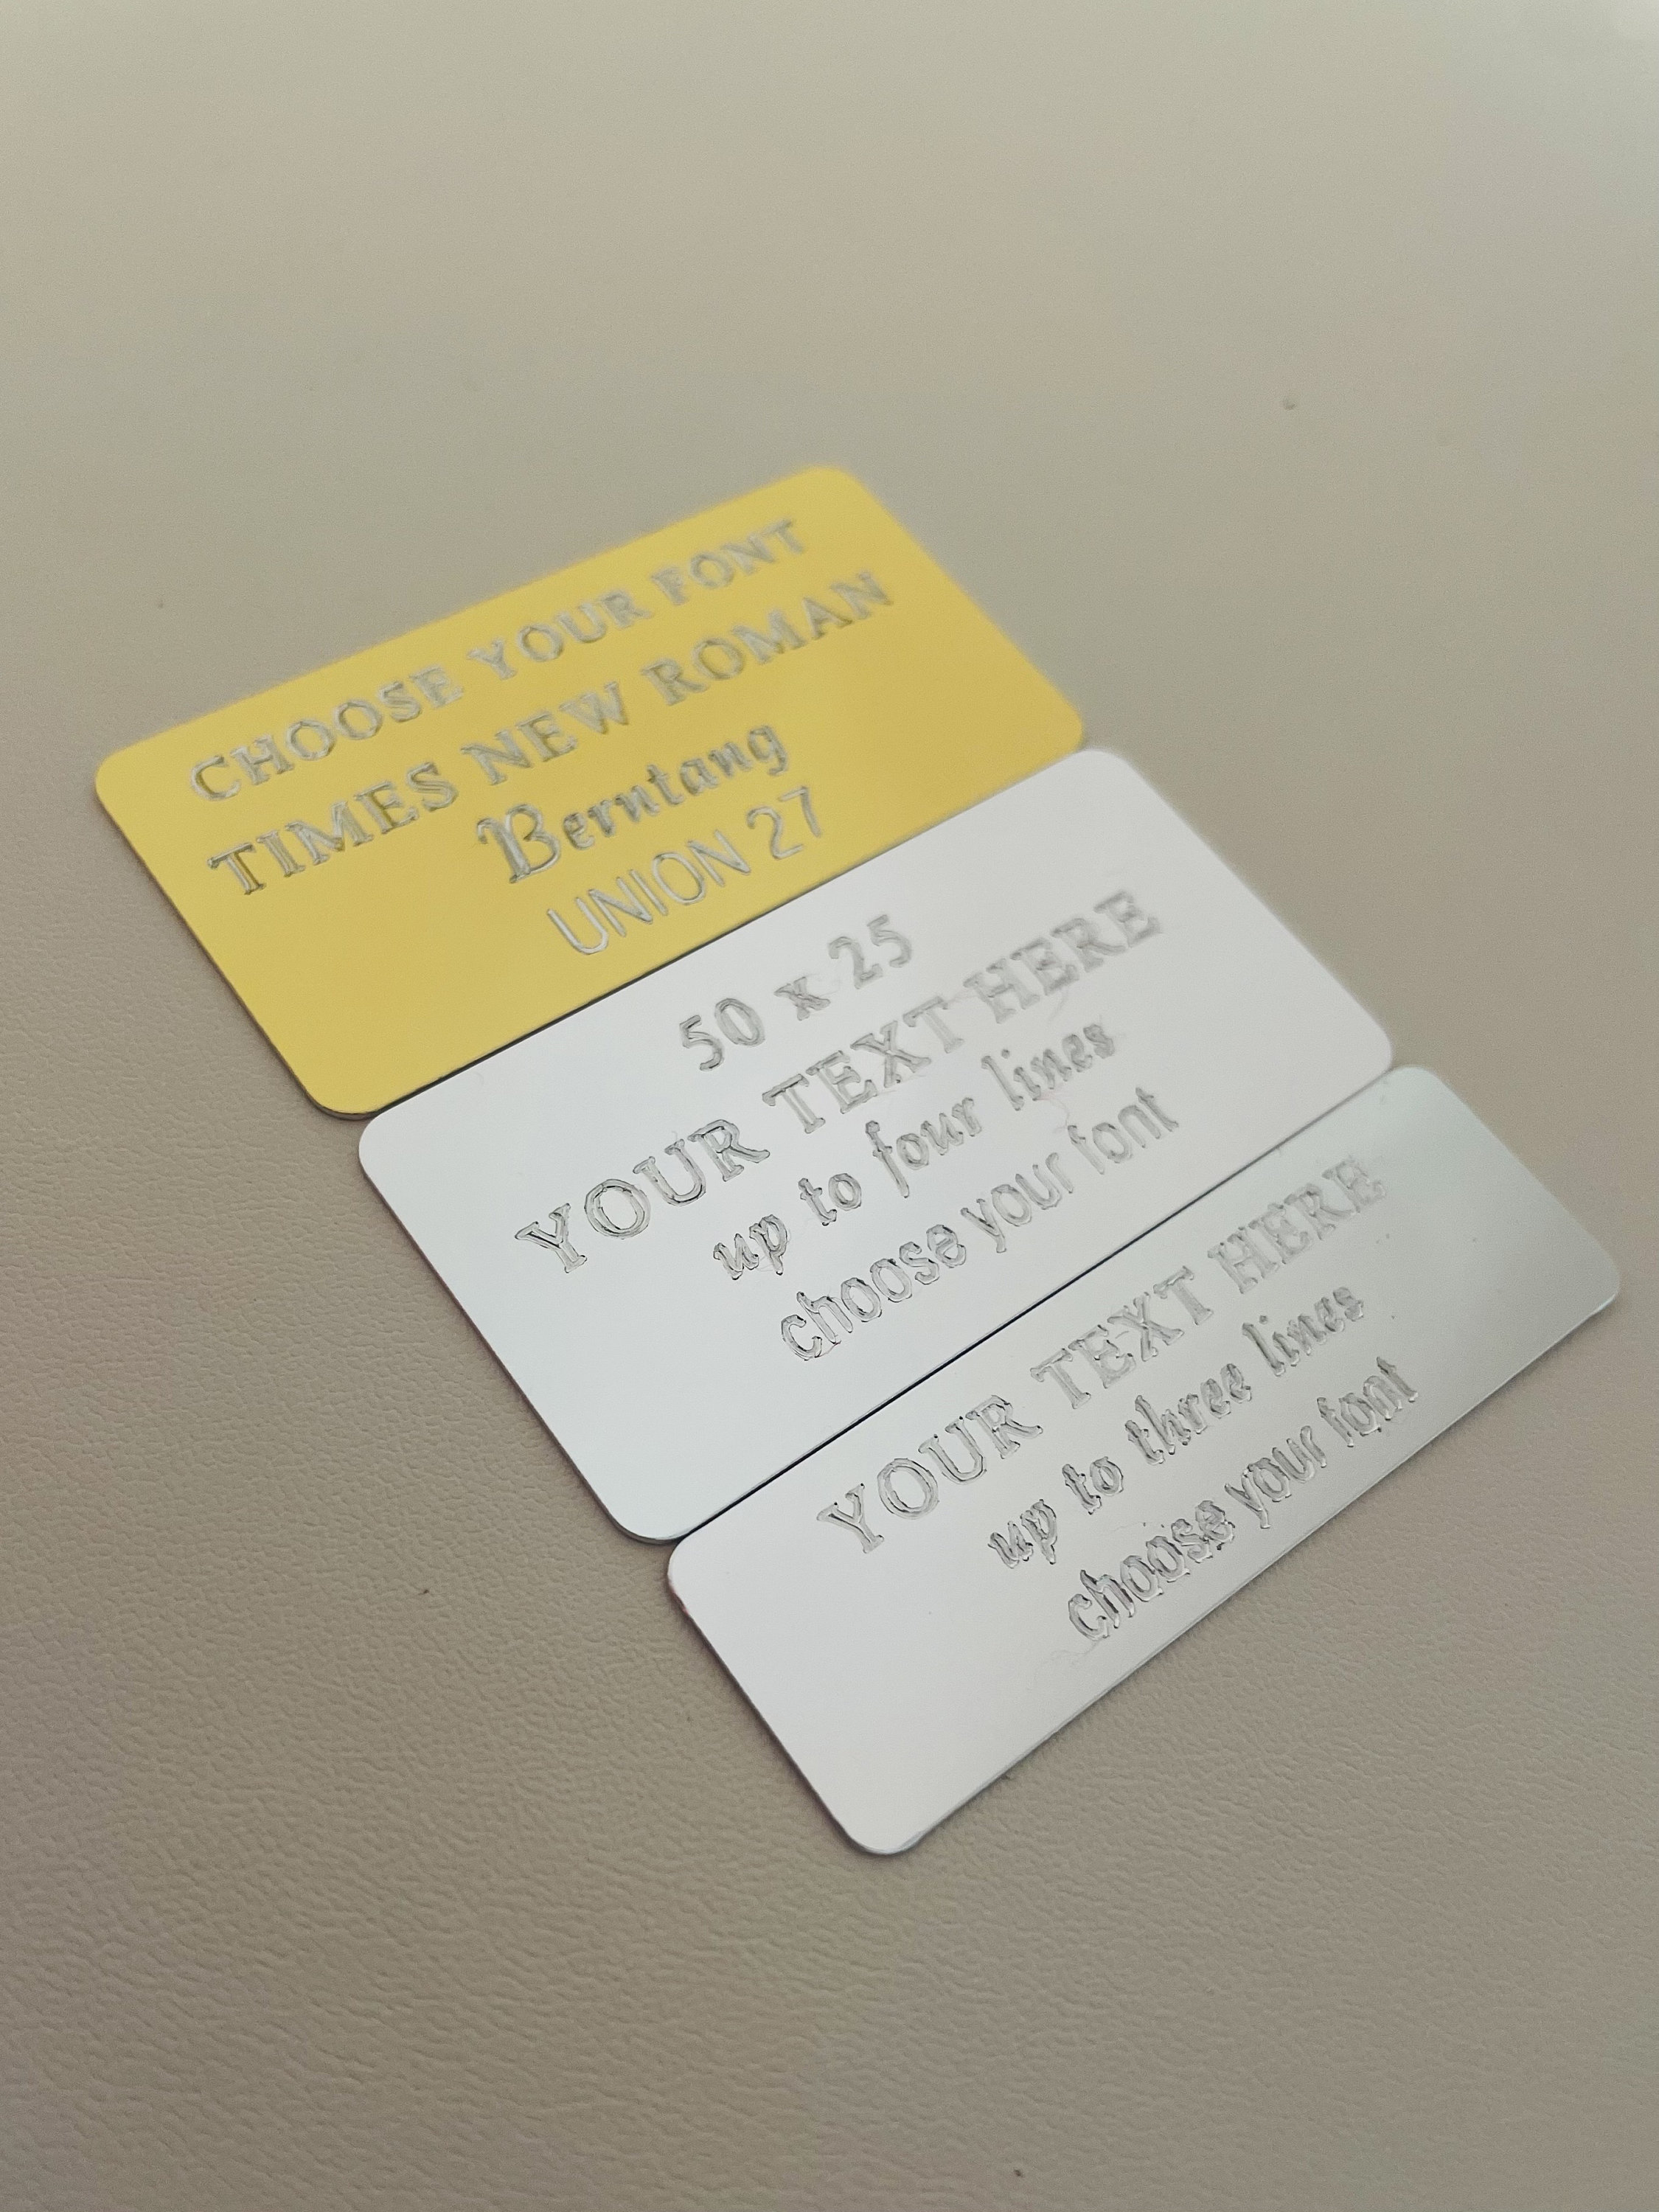 CHOOSE YOUR FONT
TIMES NEW ROMAN
Berntang
UNION 27
50 x 25
YOUR TEXT HERE
up to four lines
choose your font
YOUR TEXT HERE
up to three lines
choose your font